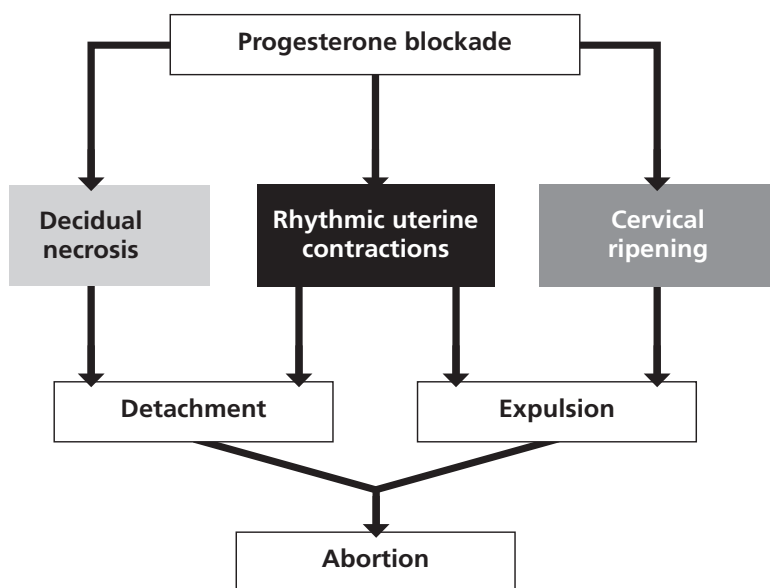 Progesterone blockade
Decidual
necrosis
Rhythmic uterine
contractions
Cervical
ripening
Detachment
Expulsion
Abortion